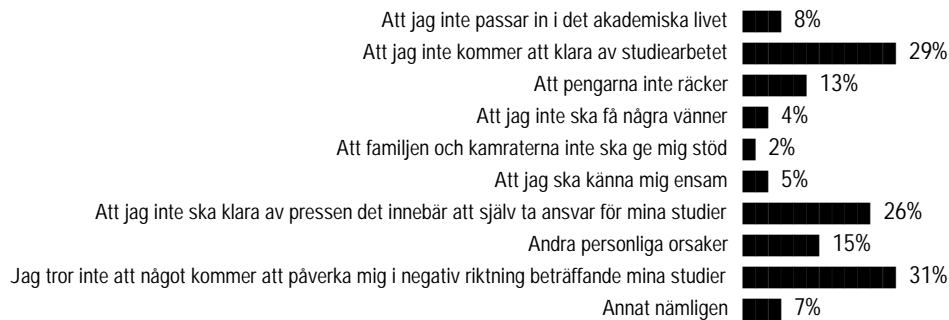 Att jag inte passar in i det akademiska livet 8%
Att jag inte kommer att klara av studiearbetet 29%
Att pengarna inte räcker 13%
Att jag inte ska få några vänner 4%
Att familjen och kamraterna inte ska ge mig stöd 2%
Att jag ska känna mig ensam 5%
Att jag inte ska klara av pressen det innebär att själv ta ansvar för mina studier 26%
Andra personliga orsaker 15%
Jag tror inte att något kommer att påverka mig i negativ riktning beträffande mina studier 31%
Annat nämligen 7%